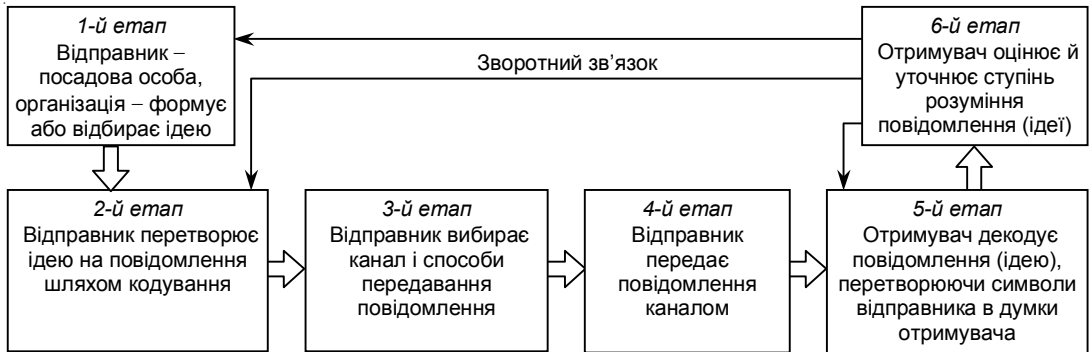 1-й етап
Відправник –
посадова особа,
організація – формує
або відбирає ідею
Зворотний зв’язок
6-й етап
Отримувач оцінює й
уточнює ступінь
розуміння
повідомлення (ідеї)
2-й етап
Відправник перетворює
ідею на повідомлення
шляхом кодування
3-й етап
Відправник вибирає
канал і способи
передавання
повідомлення
4-й етап
Відправник
передає
повідомлення
каналом
5-й етап
Отримувач декодує
повідомлення (ідею),
перетворюючи символи
відправника в думки
отримувача